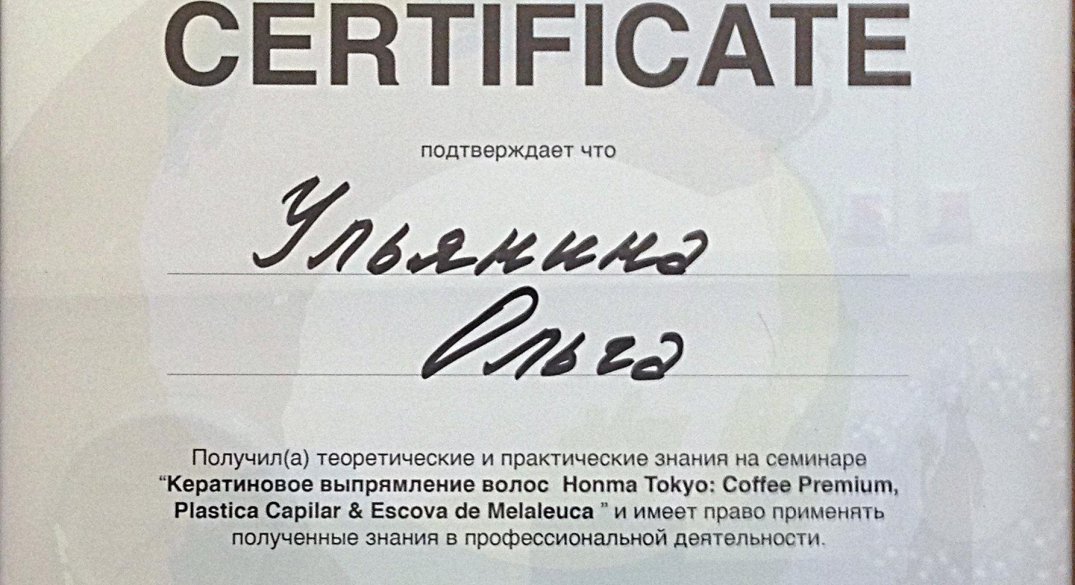 CERTIFICATE
подтверждает что
Ульянина
Ольга
Получил(а) теоретические и практические знания на семинаре
“Кератиновое выпрямление волос Honma Tokyo: Coffee Premium,
Plastica Capilar & Escova de Melaleuca ” и имеет право применять
полученные знания в профессиональной деятельности.